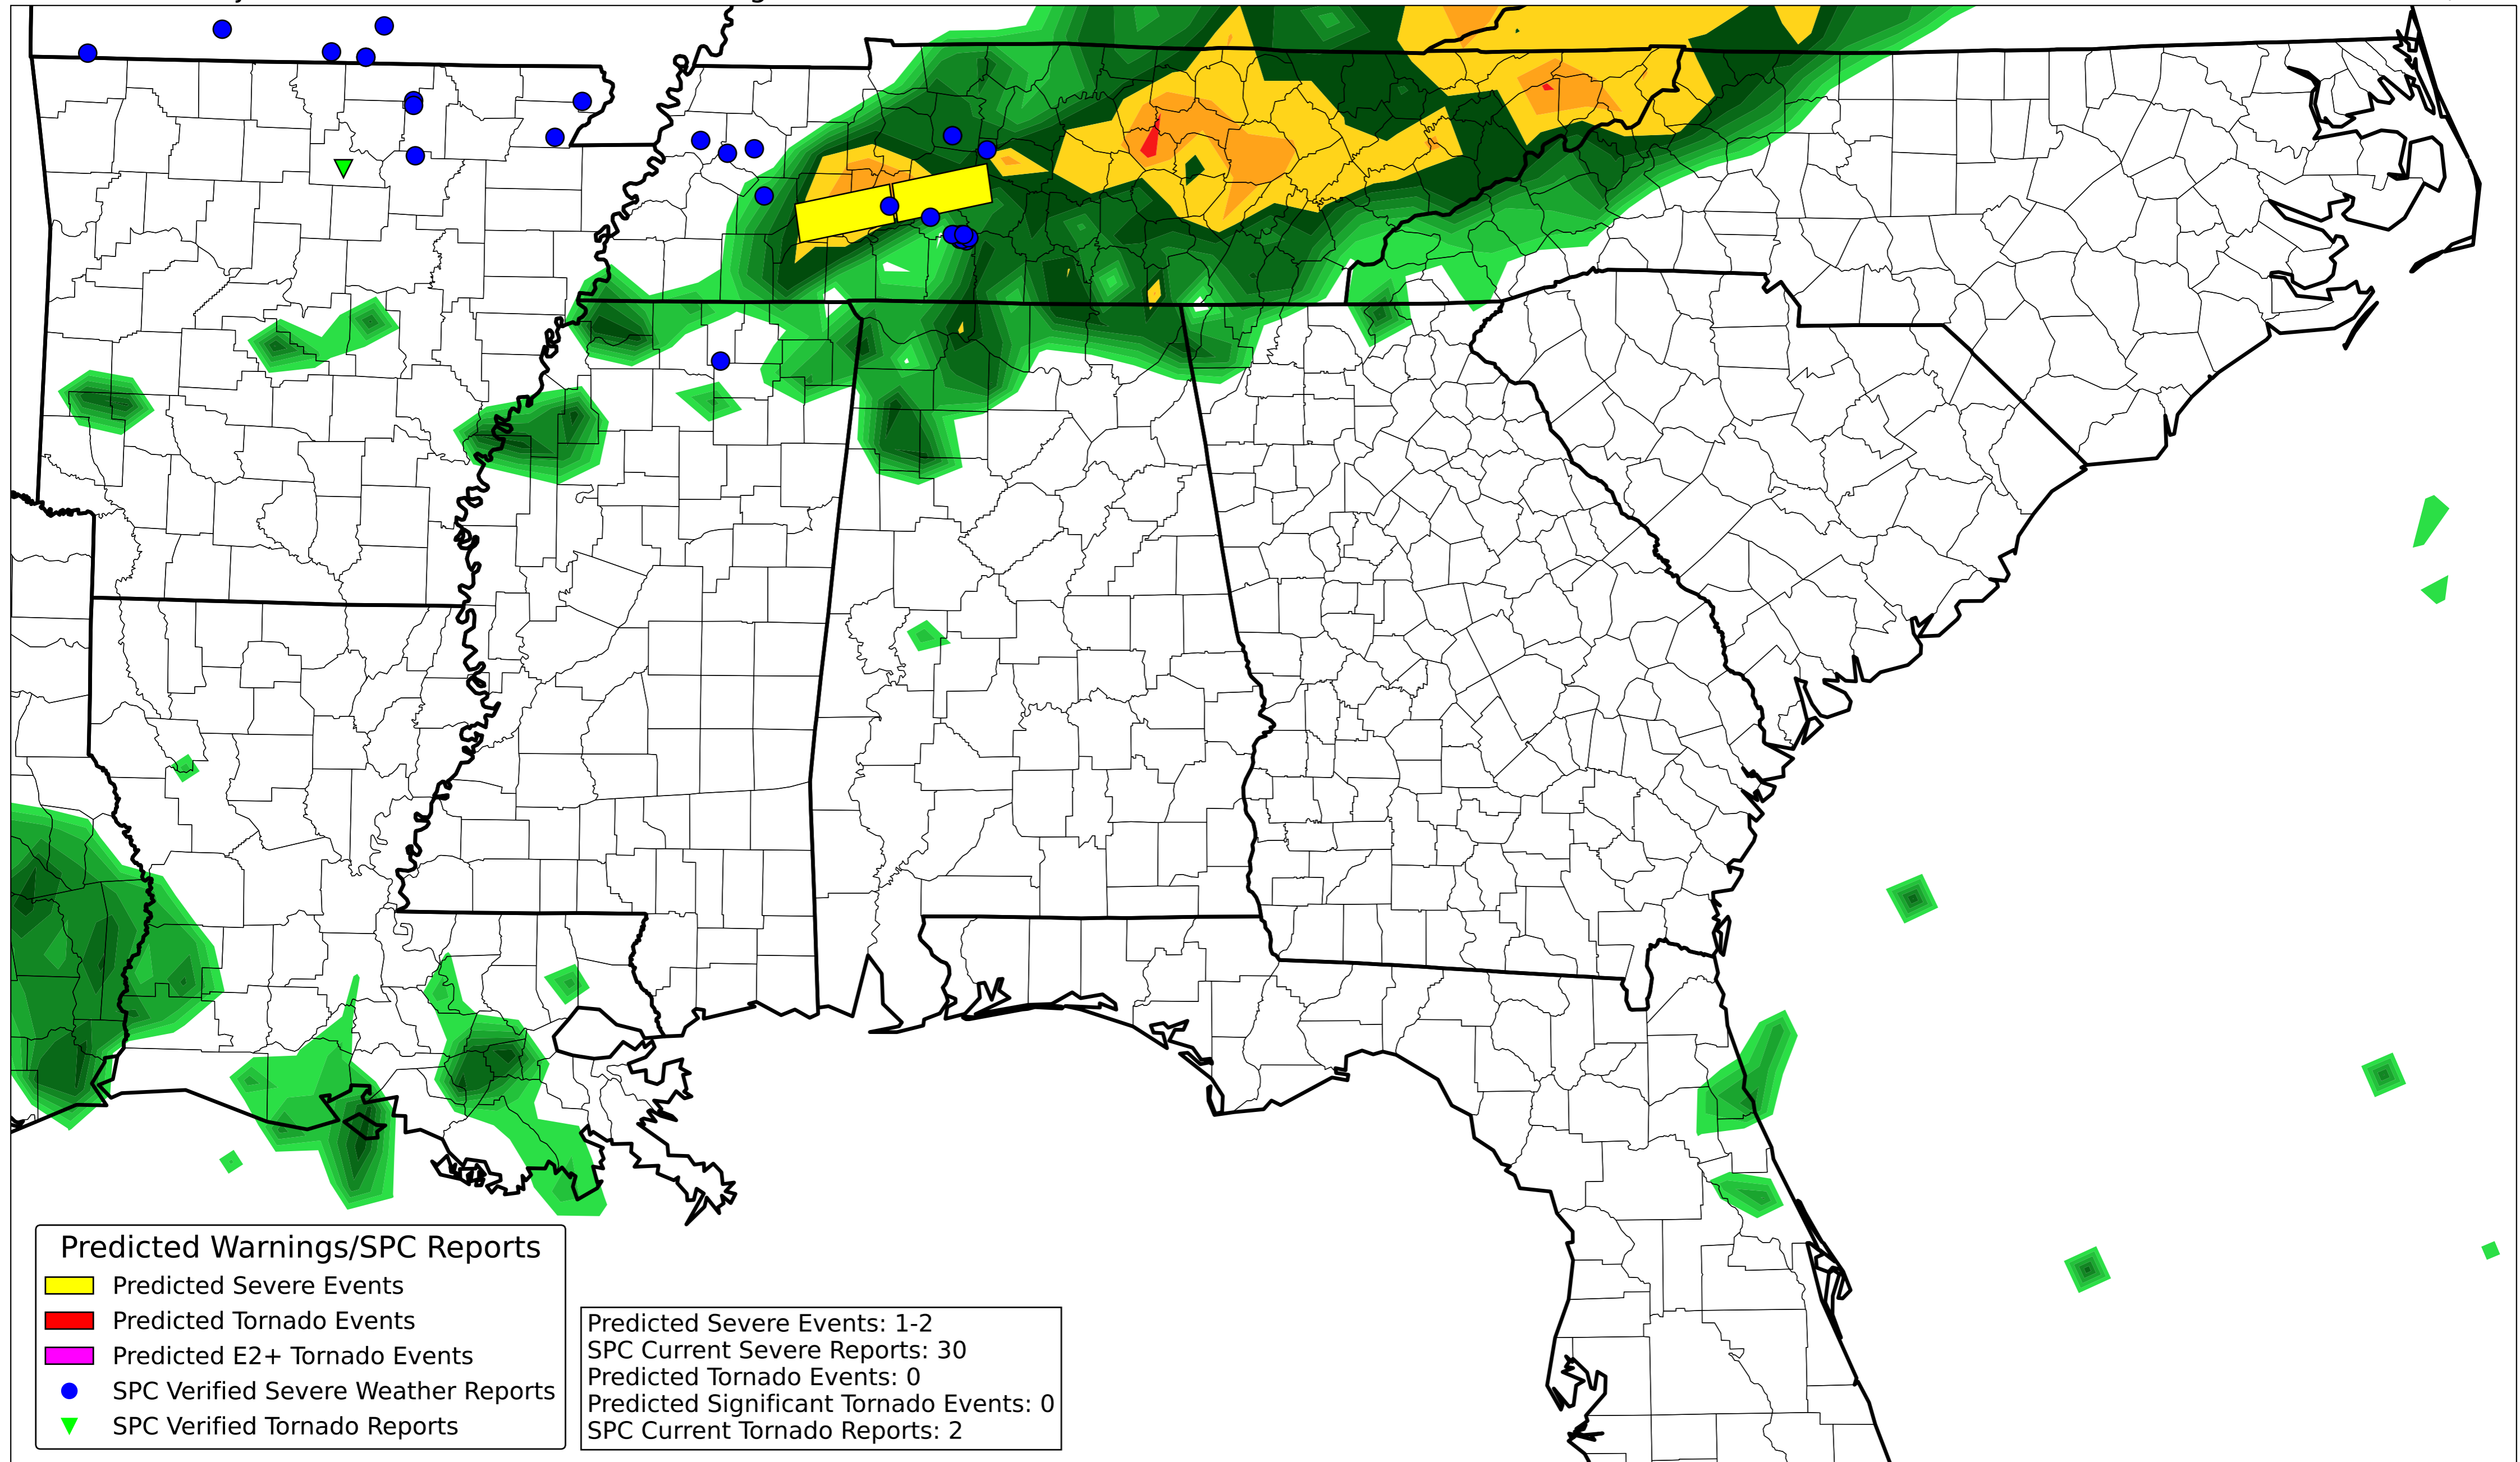 Predicted Warnings/SPC Reports
Predicted Severe Events
Predicted Tornado Events
Predicted E2+ Tornado Events
SPC Verified Severe Weather Reports
SPC Verified Tornado Reports
Predicted Severe Events: 1-2
SPC Current Severe Reports: 30
Predicted Tornado Events: 0
Predicted Significant Tornado Events: 0
SPC Current Tornado Reports: 2